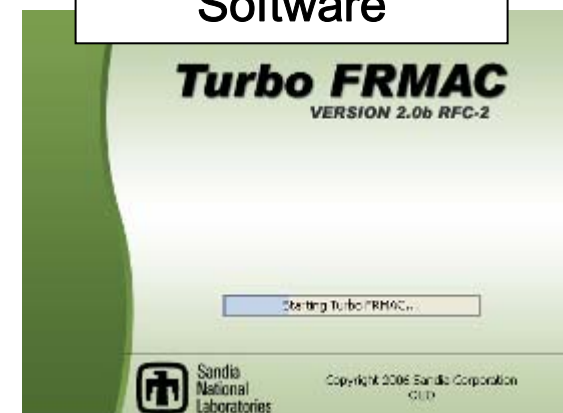 Software
Turbo FRMAC
VERSION 2.0b RFC-2
Starting Turbo FRMAC...
Sandia
National
Laboratories
Copyright 2006 Sandia Corporation